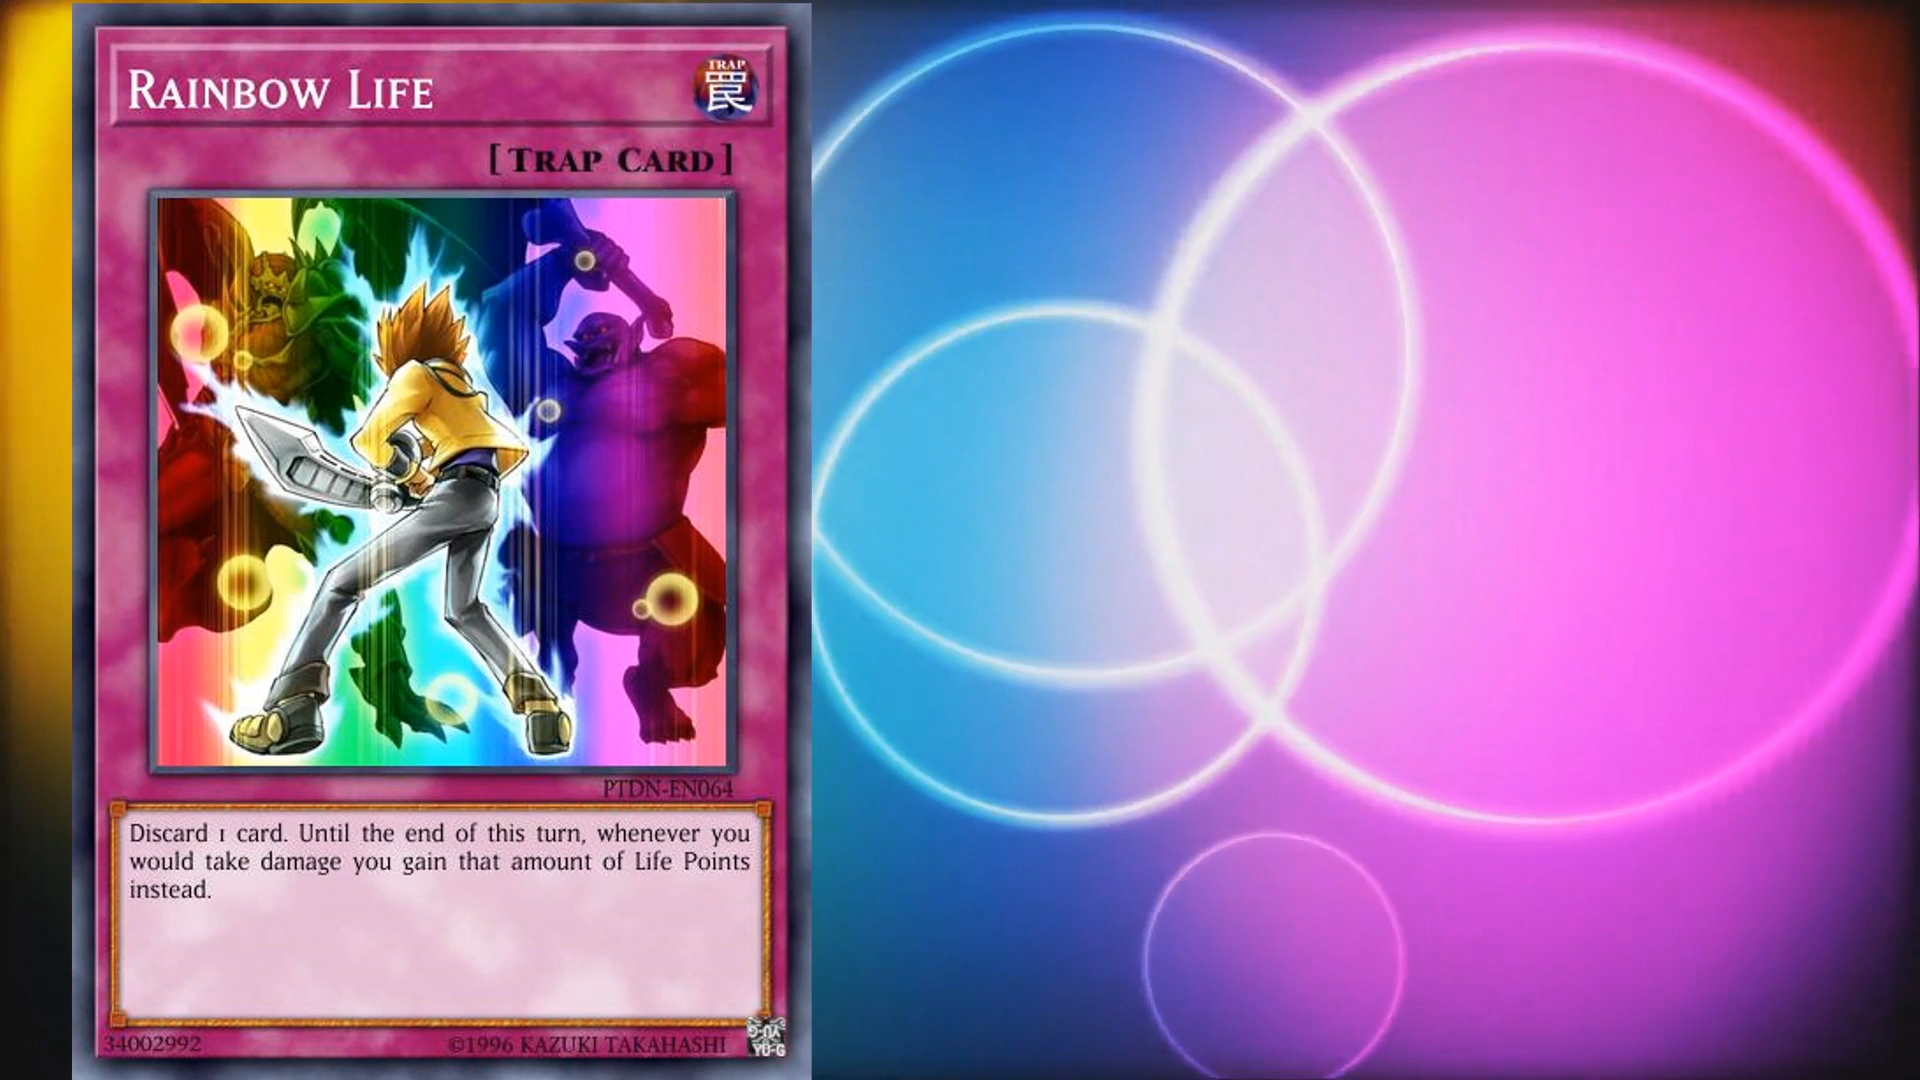 RAINBOW LIFE
TRAP
罠
[TRAP CARD]
PTDN-EN064
Discard 1 card. Until the end of this turn, whenever you
would take damage you gain that amount of Life Points
instead.
34002992
©1996 KAZUKI TAKAHASHI